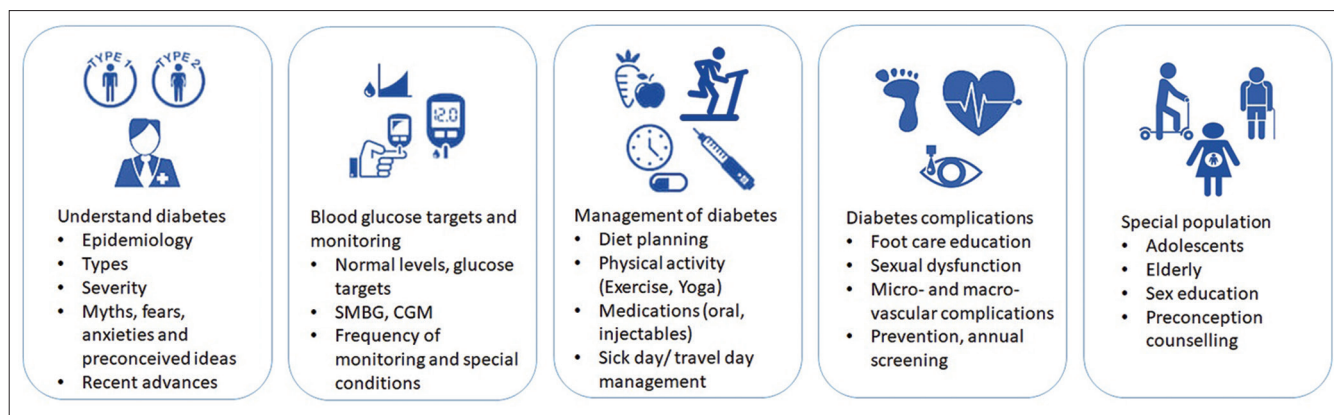 TYPE 1
TYPE 2
Understand diabetes
• Epidemiology
• Types
• Severity
• Myths, fears,
anxieties and
preconceived ideas
• Recent advances
12.0
Blood glucose targets and
monitoring
• Normal levels, glucose
targets
• SMBG, CGM
• Frequency of
monitoring and special
conditions
Management of diabetes
• Diet planning
• Physical activity
(Exercise, Yoga)
• Medications (oral,
injectables)
• Sick day/ travel day
management
Diabetes complications
• Foot care education
• Sexual dysfunction
• Micro- and macro-
vascular complications
• Prevention, annual
screening
Special population
• Adolescents
• Elderly
• Sex education
• Preconception
counselling